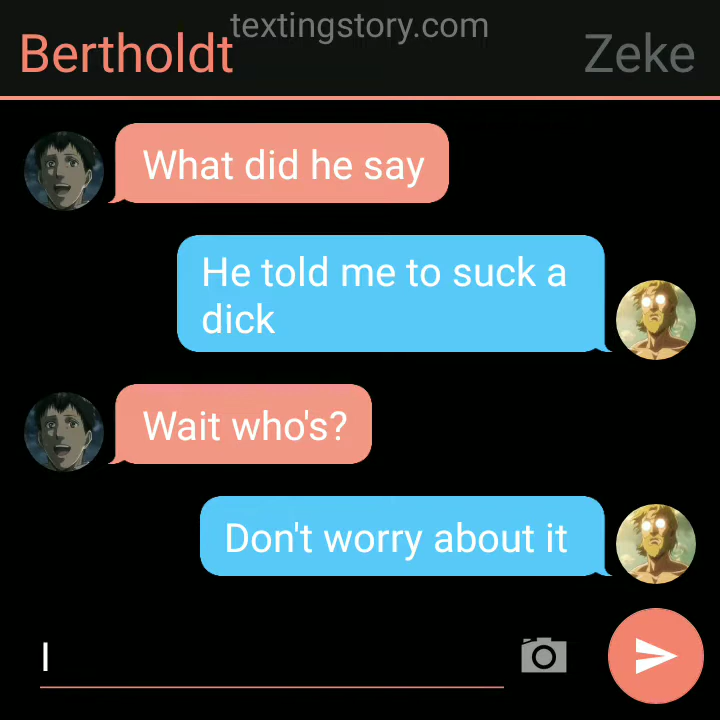 textingstory.com
Bertholdt
Zeke
What did he say
He told me to suck a
dick
Wait who's?
Don't worry about it